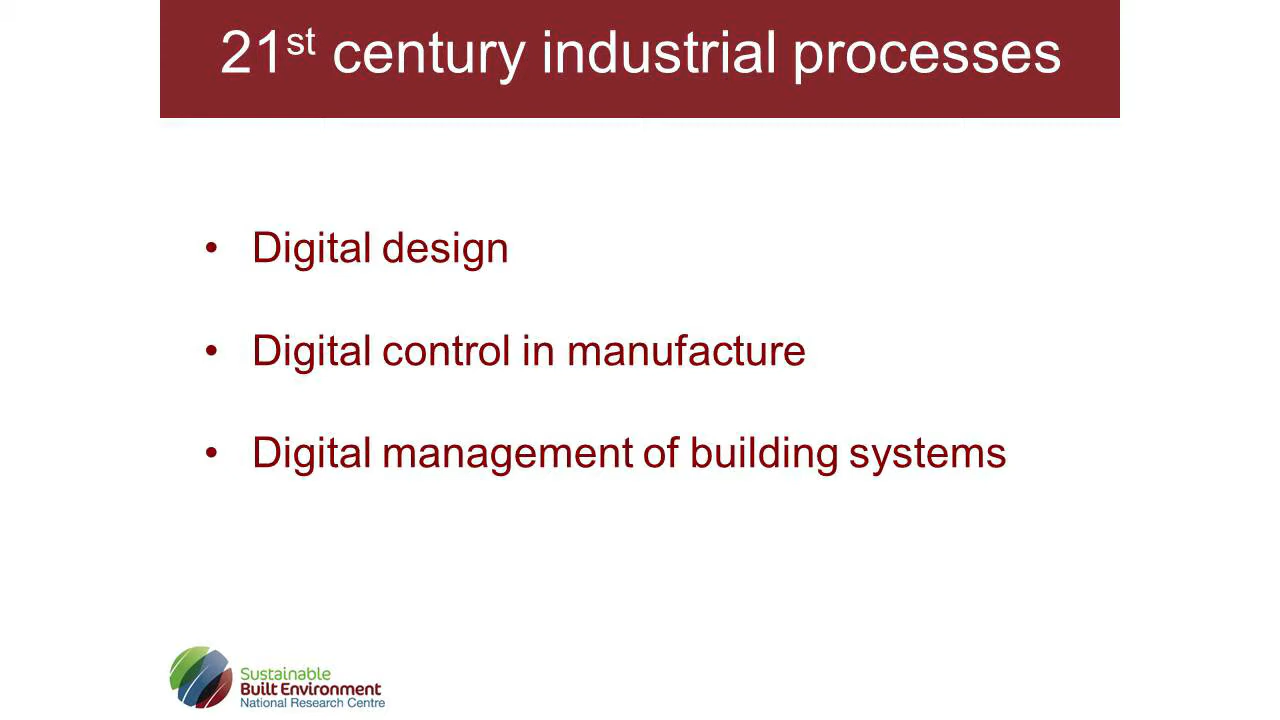 21st century industrial processes
• Digital design
• Digital control in manufacture
• Digital management of building systems
Sustainable
Built Environment
National Research Centre